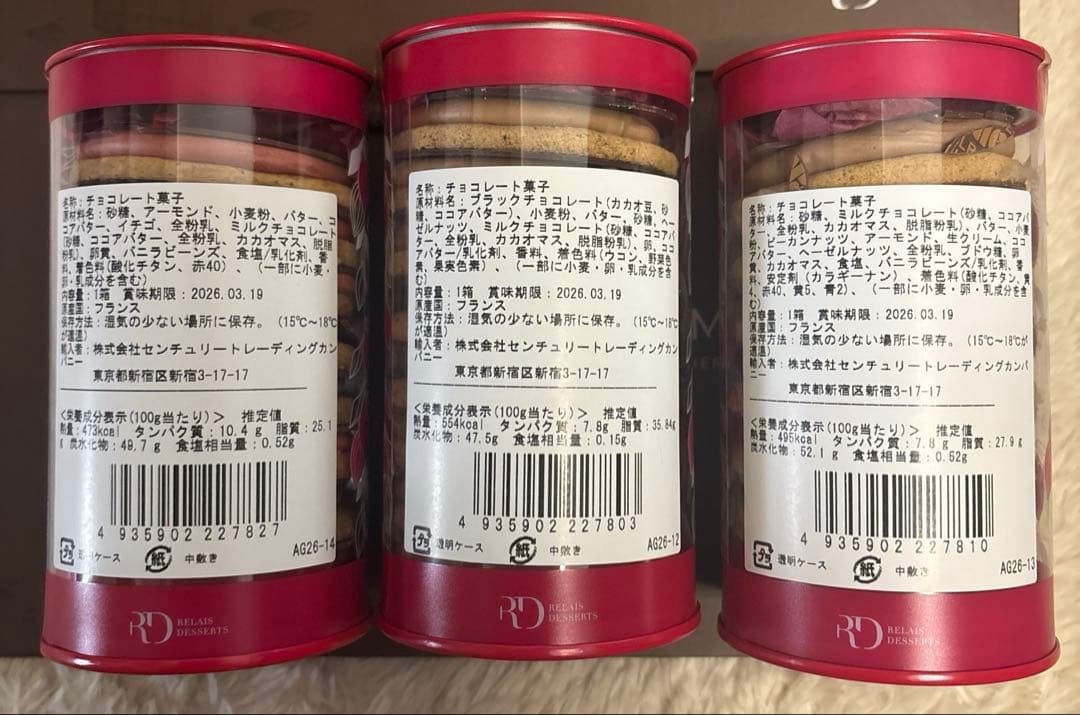 名称：チョコレート菓子
原材料名：砂糖、アーモンド、小麦粉、バター、コ
コアバター、イチゴ、全粉乳、ミルクチョコレート
(砂糖、ココアバター、全粉乳、カカオマス、脱脂
粉乳)、卵黄、バニラビーンズ、食塩/乳化剤、香
料、着色料(酸化チタン、赤40)、(一部に小麦・
卵・乳成分を含む)
内容量：1箱 賞味期限：2026.03.19
原産国：フランス
保存方法：湿気の少ない場所に保存。(15℃〜18℃
が適温)
輸入者：株式会社センチュリートレーディングカン
パニー
東京都新宿区新宿3-17-17
<栄養成分表示(100g当たり)> 推定値
熱量：473kcal タンパク質：10.4 g 脂質：25.1
g 炭水化物：49.7 g 食塩相当量：0.52g
4 935902 227827
プラ 透明ケース 紙 中敷き AG26-14
RD RELAIS
DESSERTS
名称：チョコレート菓子
原材料名：ブラックチョコレート(カカオ豆、砂
糖、ココアバター)、小麦粉、バター、砂糖、ヘー
ゼルナッツ、ミルクチョコレート(砂糖、ココアバ
ター、全粉乳、カカオマス、脱脂粉乳)、卵、ココ
アバター/乳化剤、香料、着色料(ウコン、野菜色
素、果実色素)、(一部に小麦・卵・乳成分を含
む)
内容量：1箱 賞味期限：2026.03.19
原産国：フランス
保存方法：湿気の少ない場所に保存。(15℃〜18℃
が適温)
輸入者：株式会社センチュリートレーディングカン
パニー
東京都新宿区新宿3-17-17
<栄養成分表示(100g当たり)> 推定値
熱量：554kcal タンパク質：7.8g 脂質：35.84g
炭水化物：47.5g 食塩相当量：0.15g
4 935902 227803
プラ 透明ケース 紙 中敷き AG26-12
RD RELAIS
DESSERTS
名称：チョコレート菓子
原材料名：砂糖、ミルクチョコレート(砂糖、ココアバ
ター、全粉乳、カカオマス、脱脂粉乳)、バター、小麦
粉、ピーカンナッツ、アーモンド、生クリーム、ココ
アバター、ヘーゼルナッツ、全粉乳、ブドウ糖、卵
黄、カカオマス、食塩、バニラビーンズ/乳化剤、香料、
安定剤(カラギーナン)、着色料(酸化チタン、黄
4、赤40、黄5、青2)、(一部に小麦・卵・乳成分を含
む)
内容量：1箱 賞味期限：2026.03.19
原産国：フランス
保存方法：湿気の少ない場所に保存。(15℃〜18℃が
適温)
輸入者：株式会社センチュリートレーディングカンパ
ニー
東京都新宿区新宿3-17-17
<栄養成分表示(100g当たり)> 推定値
熱量：495kcal タンパク質：7.8 g 脂質：27.9 g
炭水化物：52.1 g 食塩相当量：0.52g
4 935902 227810
プラ 透明ケース 紙 中敷き AG26-13
RD RELAIS
DESSERTS